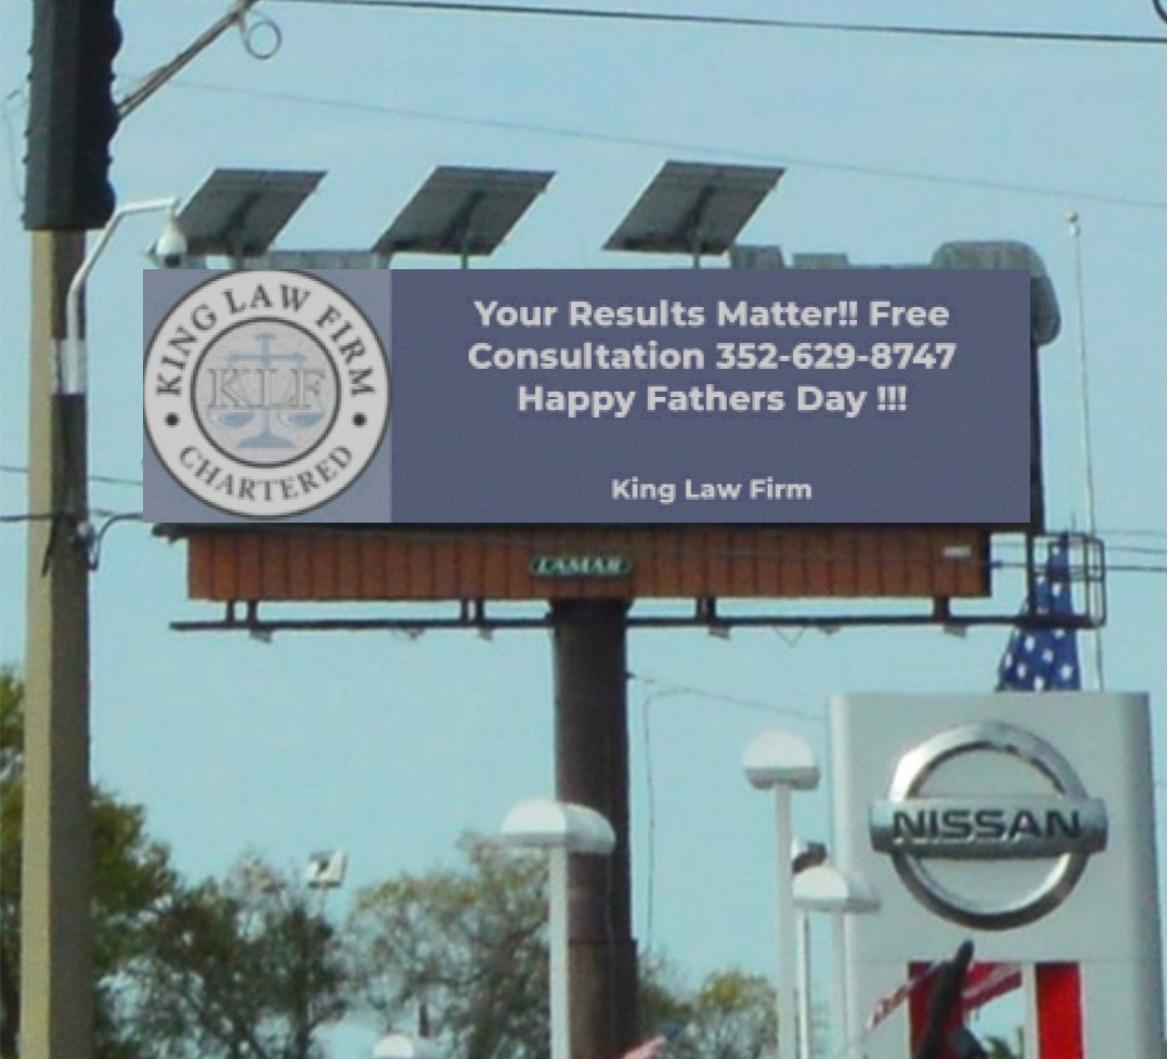 KING LAW FIRM
KLF
CHARTERED
Your Results Matter!! Free
Consultation 352-629-8747
Happy Fathers Day !!!
King Law Firm
LAMAR
NISSAN